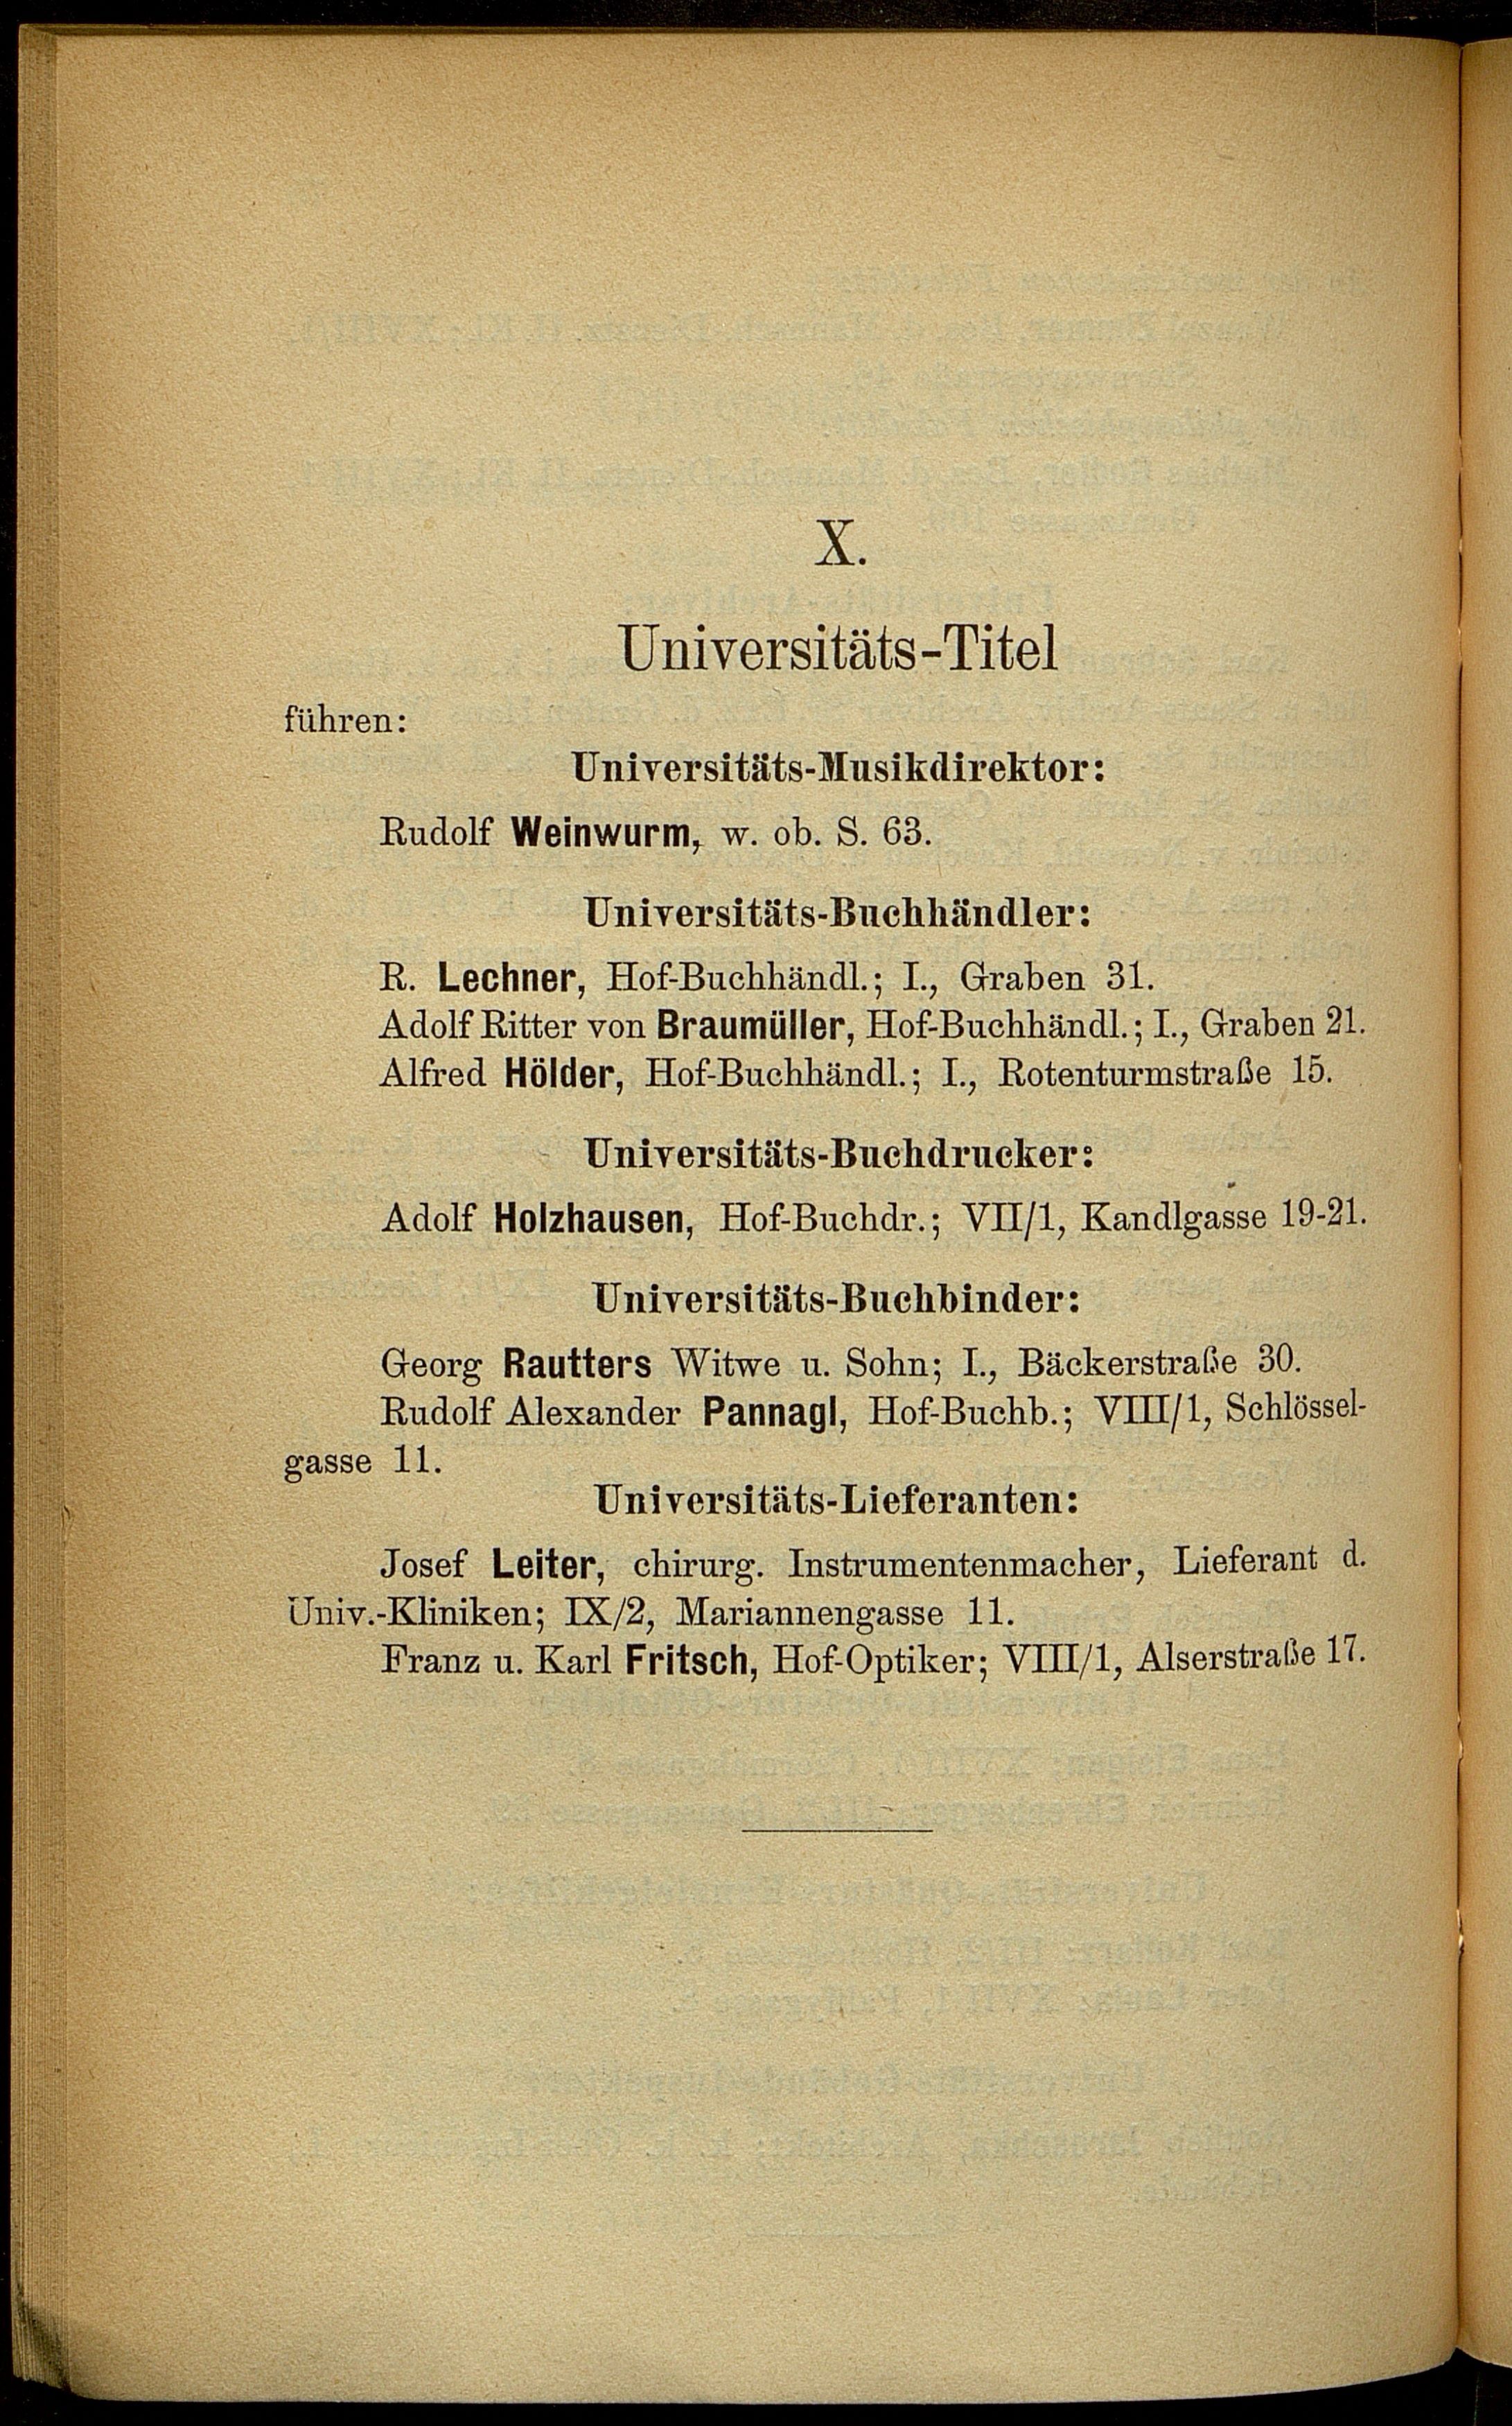 X.
Universitäts-Titel
führen:
Universitäts-Musikdirektor:
Rudolf Weinwurm, w. ob. S. 63.
Universitäts-Buchhändler:
R. Lechner, Hof-Buchhändl.; I., Graben 31.
Adolf Ritter von Braumüller, Hof-Buchhändl.; I., Graben 21.
Alfred Hölder, Hof-Buchhändl.; I., Rotenturmstraße 15.
Universitäts-Buchdrucker:
Adolf Holzhausen, Hof-Buchdr.; VII/1, Kandlgasse 19-21.
Universitäts-Buchbinder:
Georg Rautters Witwe u. Sohn; I., Bäckerstraße 30.
Rudolf Alexander Pannagl, Hof-Buchb.; VIII/1, Schlössel-
gasse 11.
Universitäts-Lieferanten:
Josef Leiter, chirurg. Instrumentenmacher, Lieferant d.
Univ.-Kliniken; IX/2, Mariannengasse 11.
Franz u. Karl Fritsch, Hof-Optiker; VIII/1, Alserstraße 17.